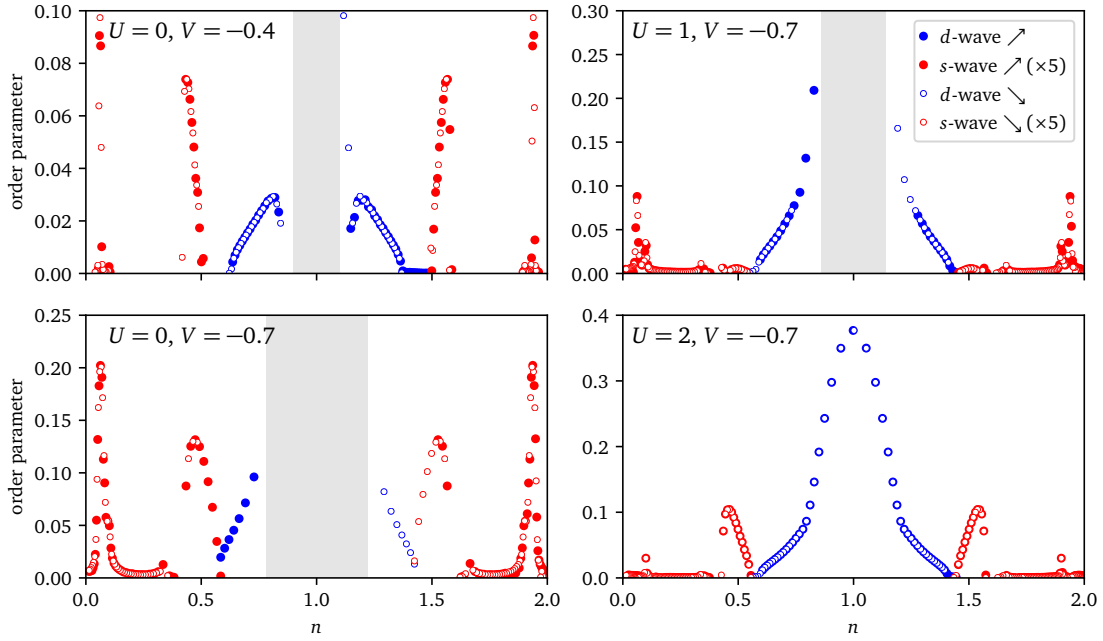 U = 0, V = −0.4
order parameter
0.10
0.08
0.06
0.04
0.02
0.00
U = 1, V = −0.7
0.30
0.25
0.20
0.15
0.10
0.05
0.00
d-wave ↗
s-wave ↗ (×5)
d-wave ↘
s-wave ↘ (×5)
U = 0, V = −0.7
order parameter
0.25
0.20
0.15
0.10
0.05
0.00
0.0 0.5 1.0 1.5 2.0
n
U = 2, V = −0.7
0.4
0.3
0.2
0.1
0.0
0.0 0.5 1.0 1.5 2.0
n